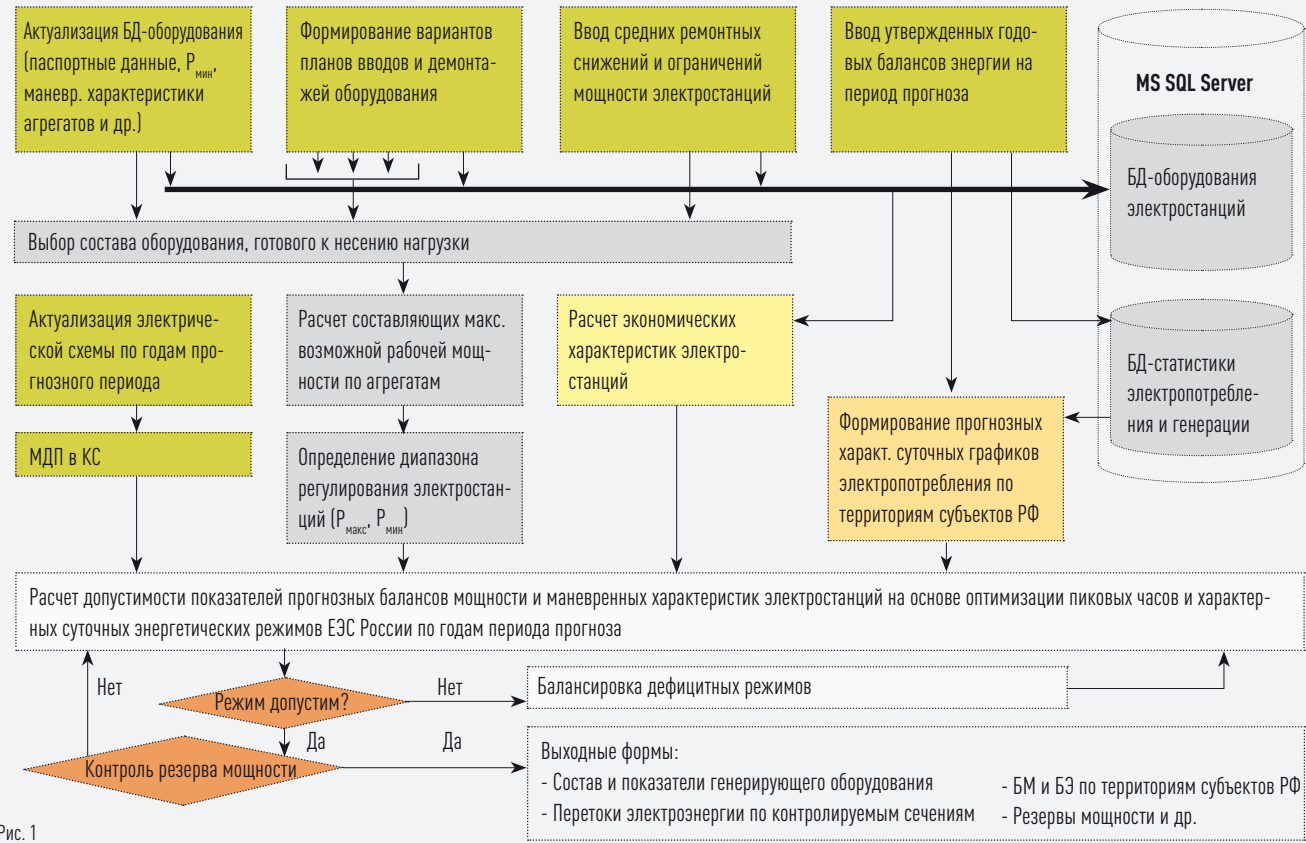 Актуализация БД-оборудования
(паспортные данные, Pмин,
маневр. характеристики
агрегатов и др.)
Формирование вариантов
планов вводов и демонта-
жей оборудования
Ввод средних ремонтных
снижений и ограничений
мощности электростанций
Ввод утвержденных годо-
вых балансов энергии на
период прогноза
MS SQL Server
БД-оборудования
электростанций
Выбор состава оборудования, готового к несению нагрузки
Актуализация электриче-
ской схемы по годам про-
гнозного периода
Расчет составляющих макс.
возможной рабочей мощ-
ности по агрегатам
Расчет экономических
характеристик электро-
станций
БД-статистики
электропотребле-
ния и генерации
МДП в КС
Определение диапазона
регулирования электростан-
ций (Pмакс, Pмин)
Формирование прогнозных
характ. суточных графиков
электропотребления по
территориям субъектов РФ
Расчет допустимости показателей прогнозных балансов мощности и маневренных характеристик электростанций на основе оптимизации пиковых часов и характер-
ных суточных энергетических режимов ЕЭС России по годам периода прогноза
Нет
Режим допустим?
Нет
Балансировка дефицитных режимов
Да
Да
Контроль резерва мощности
Выходные формы:
- Состав и показатели генерирующего оборудования
- Перетоки электроэнергии по контролируемым сечениям
- БМ и БЭ по территориям субъектов РФ
- Резервы мощности и др.
Рис. 1